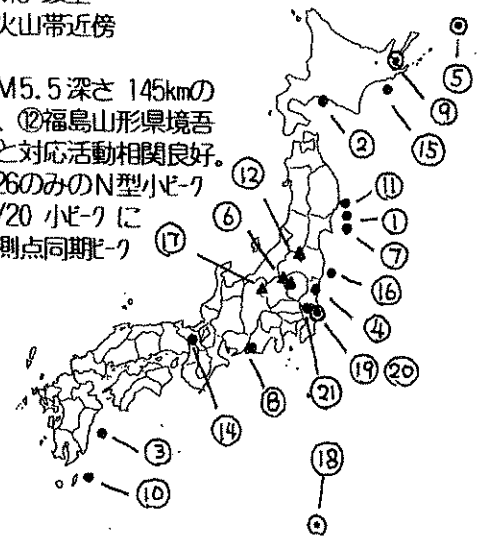 火山帯近傍
M5.5 深さ 145kmの
、⑫福島山形県境吾
と対応活動相関良好。
26のみのN型小ピーク
/20 小ピークに
測点同期ピーク
⑤
⑨
②
⑮
⑫
⑪
⑥
①
⑰
⑦
⑯
④
⑧
⑲ ⑳
㉑
⑭
③
⑱
⑩